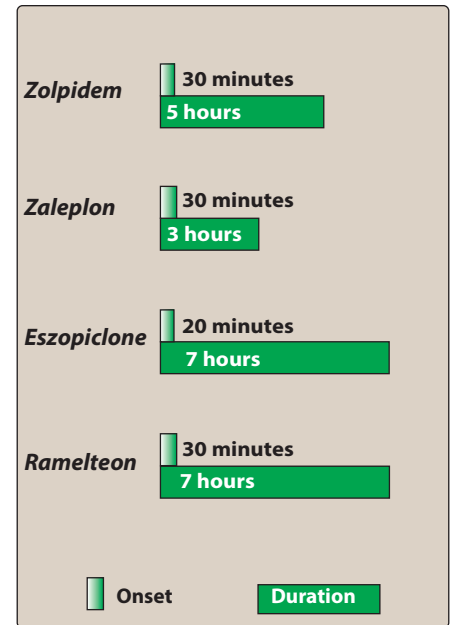 Zolpidem
30 minutes
5 hours
Zaleplon
30 minutes
3 hours
Eszopiclone
20 minutes
7 hours
Ramelteon
30 minutes
7 hours
Onset
Duration